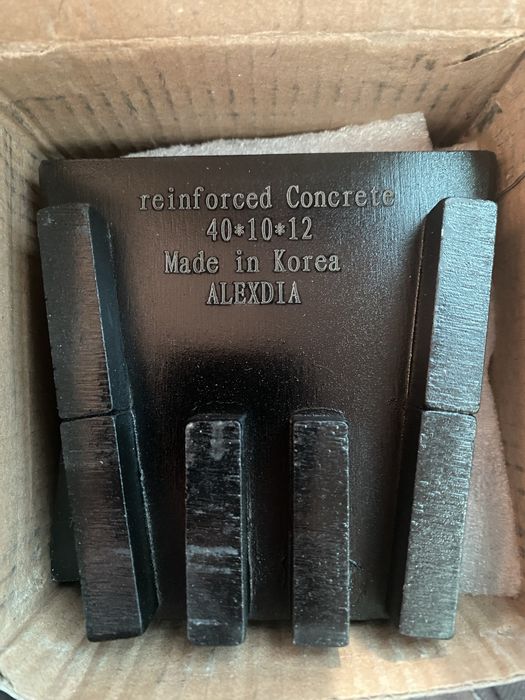 reinforced Concrete
40*10*12
Made in Korea
ALEXDIA